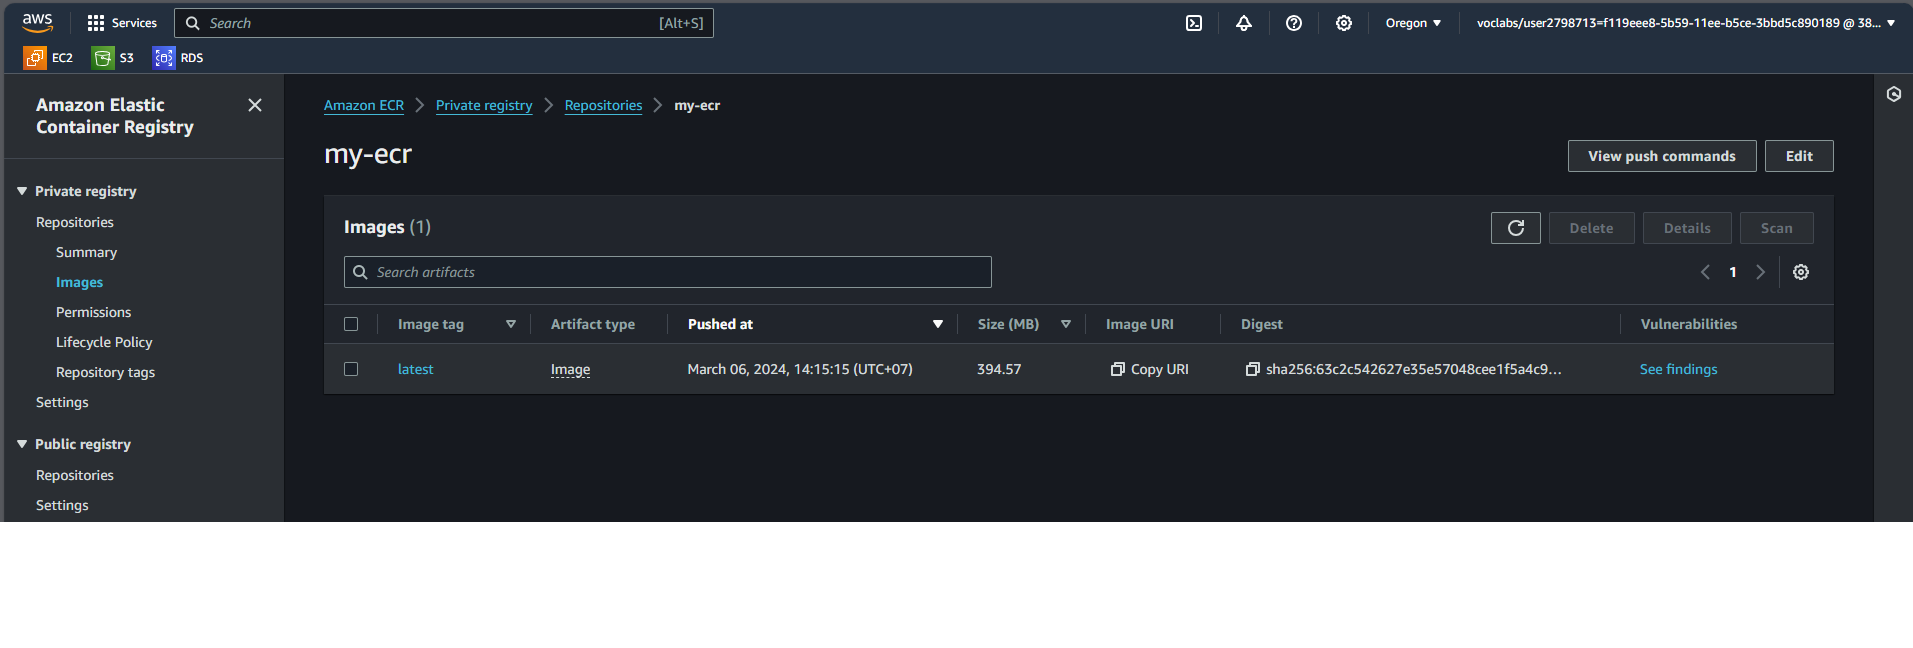 aws
Services
Search [Alt+S]
Oregon
voclabs/user2798713=f119eee8-5b59-11ee-b5ce-3bbd5c890189 @ 38...
EC2 S3 RDS
Amazon Elastic
Container Registry
Private registry
Repositories
Summary
Images
Permissions
Lifecycle Policy
Repository tags
Settings
Public registry
Repositories
Settings
Amazon ECR Private registry Repositories my-ecr
my-ecr
View push commands Edit
Images (1)
Delete Details Scan
Search artifacts
1
Image tag Artifact type Pushed at Size (MB) Image URI Digest Vulnerabilities
latest Image March 06, 2024, 14:15:15 (UTC+07) 394.57 Copy URI sha256:63c2c542627e35e57048cee1f5a4c9... See findings